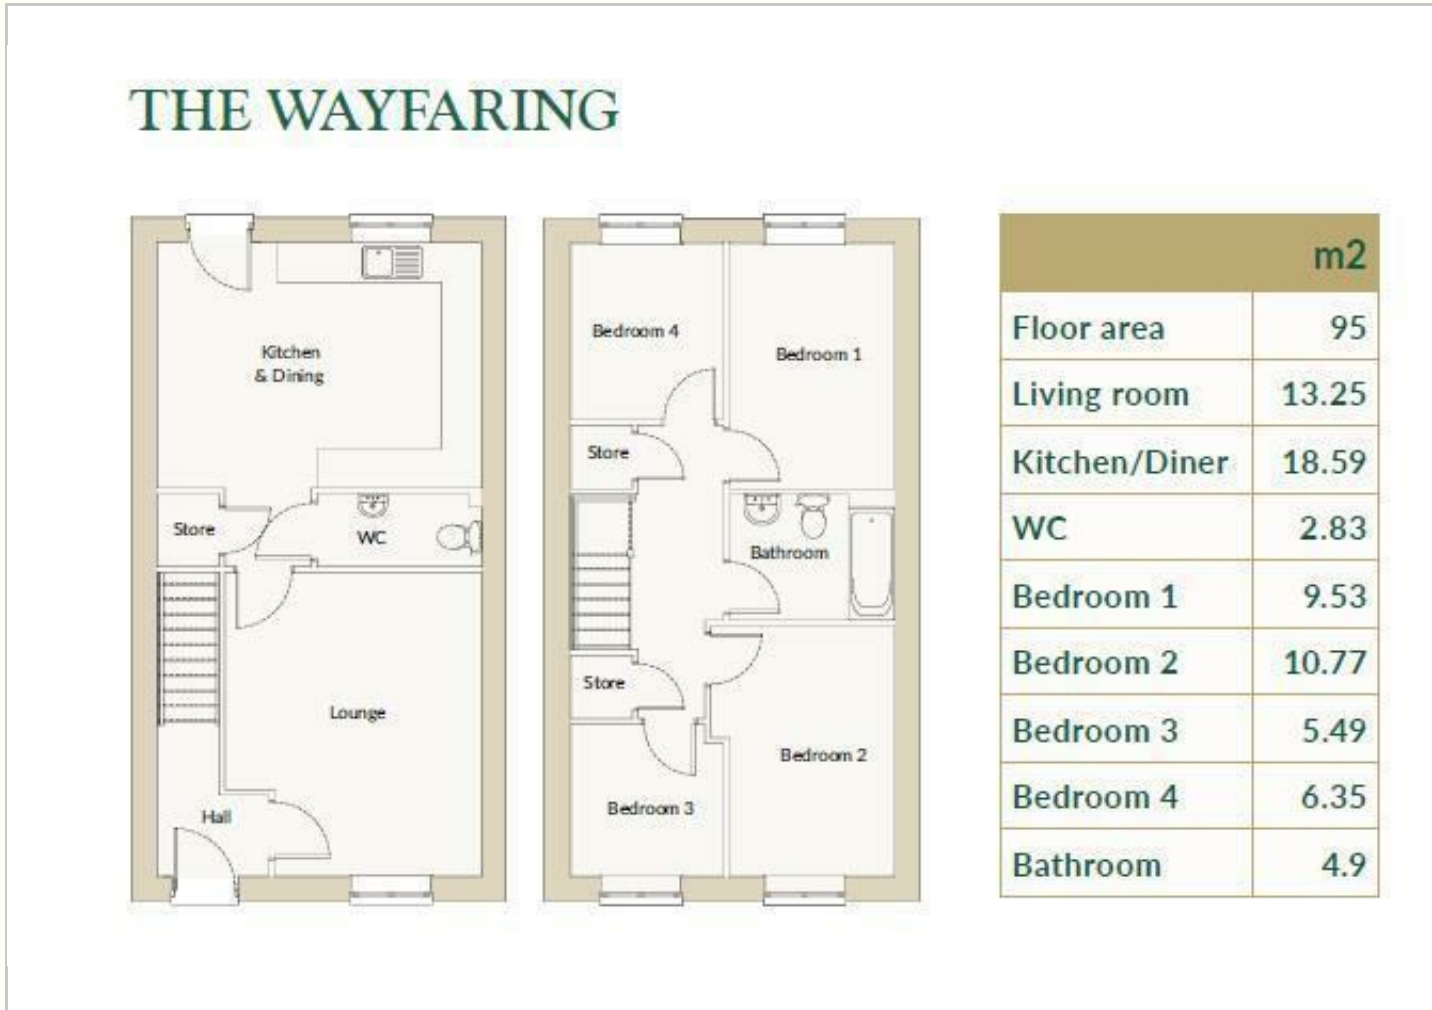 THE WAYFARING
Kitchen
& Dining
Store
WC
Lounge
Hall
Bedroom 4
Bedroom 1
Store
Bathroom
Store
Bedroom 2
Bedroom 3
m2
Floor area 95
Living room 13.25
Kitchen/Diner 18.59
WC 2.83
Bedroom 1 9.53
Bedroom 2 10.77
Bedroom 3 5.49
Bedroom 4 6.35
Bathroom 4.9